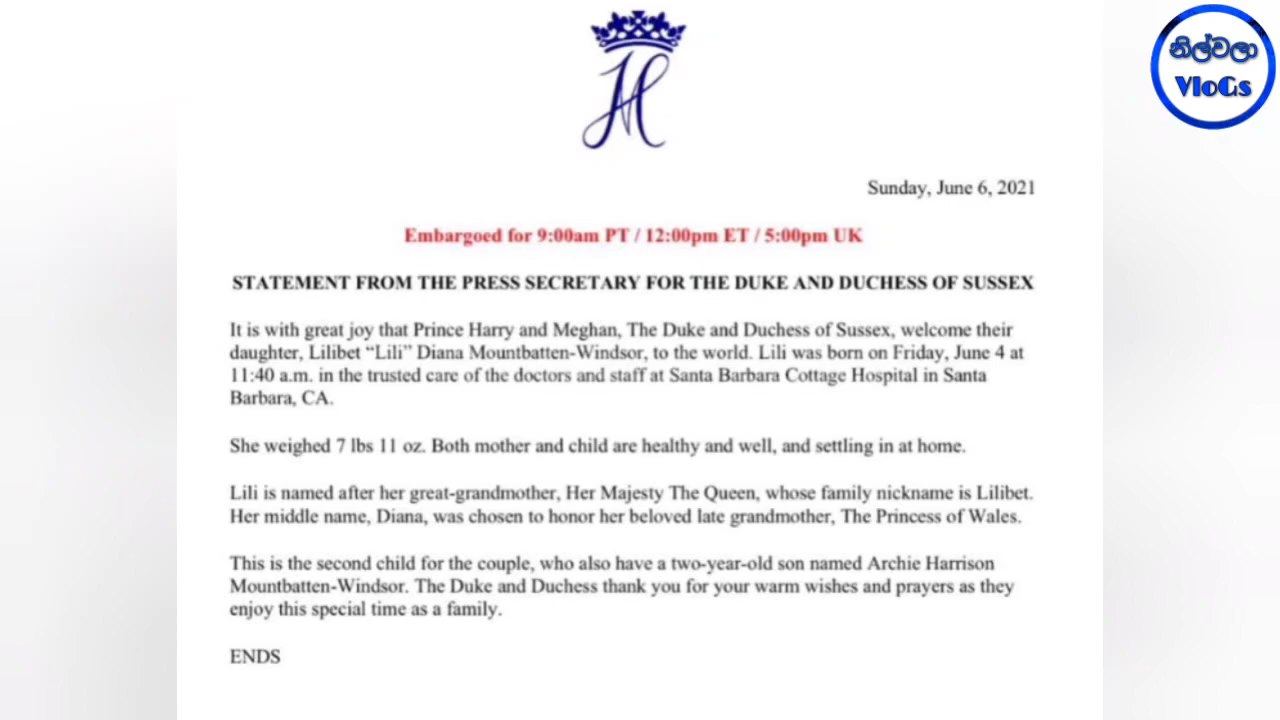 නිල්වලා
VloGs
Sunday, June 6, 2021
Embargoed for 9:00am PT / 12:00pm ET / 5:00pm UK
STATEMENT FROM THE PRESS SECRETARY FOR THE DUKE AND DUCHESS OF SUSSEX
It is with great joy that Prince Harry and Meghan, The Duke and Duchess of Sussex, welcome their
daughter, Lilibet “Lili” Diana Mountbatten-Windsor, to the world. Lili was born on Friday, June 4 at
11:40 a.m. in the trusted care of the doctors and staff at Santa Barbara Cottage Hospital in Santa
Barbara, CA.
She weighed 7 lbs 11 oz. Both mother and child are healthy and well, and settling in at home.
Lili is named after her great-grandmother, Her Majesty The Queen, whose family nickname is Lilibet.
Her middle name, Diana, was chosen to honor her beloved late grandmother, The Princess of Wales.
This is the second child for the couple, who also have a two-year-old son named Archie Harrison
Mountbatten-Windsor. The Duke and Duchess thank you for your warm wishes and prayers as they
enjoy this special time as a family.
ENDS